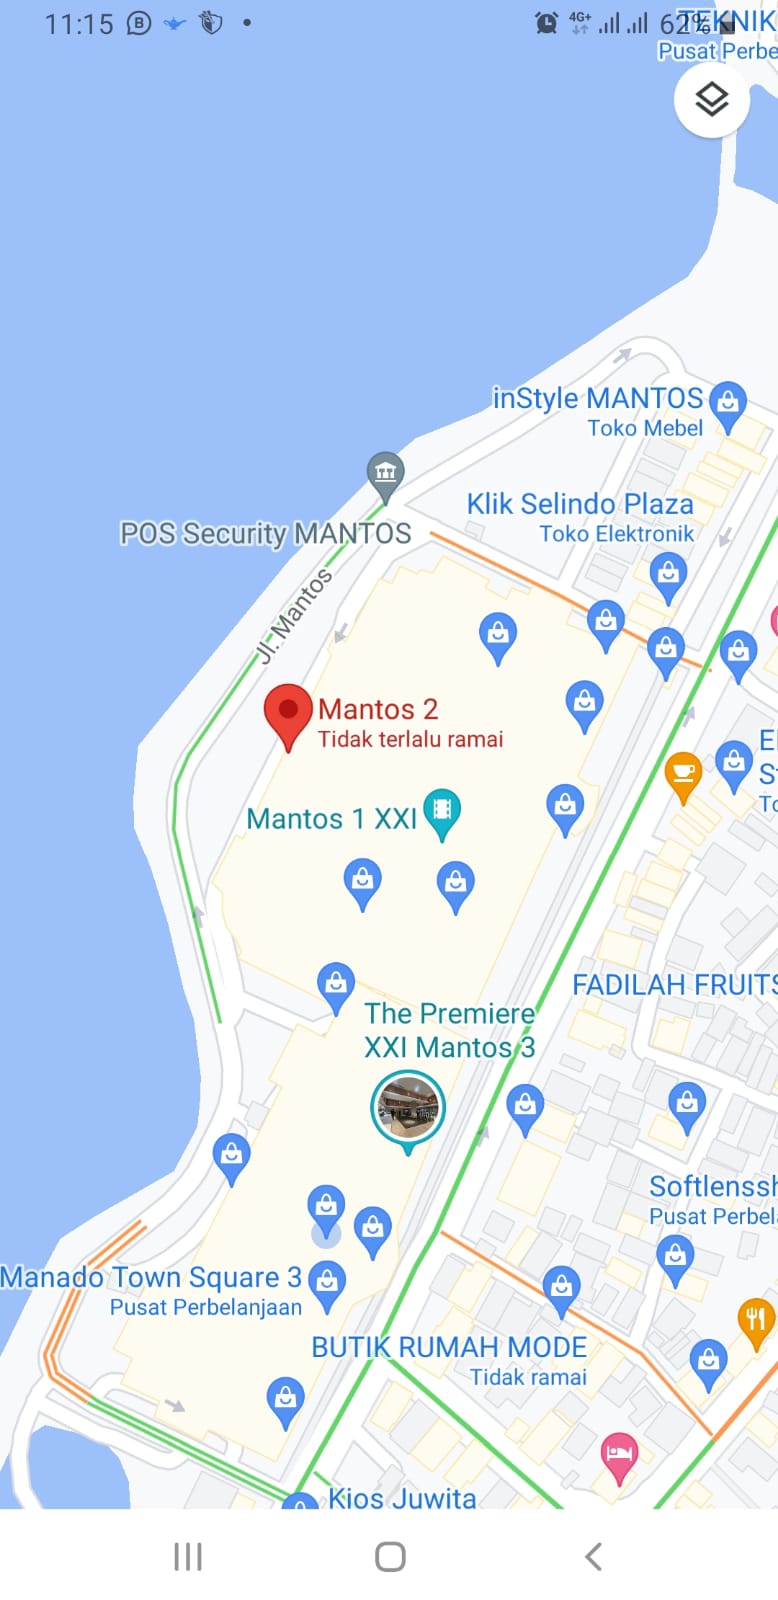 11:15
4G+
62%
TEKNIK
Pusat Perbe
inStyle MANTOS
Toko Mebel
Klik Selindo Plaza
Toko Elektronik
POS Security MANTOS
Jl. Mantos
Mantos 2
Tidak terlalu ramai
Mantos 1 XXI
El
St
To
FADILAH FRUITS
The Premiere
XXI Mantos 3
Softlenssh
Pusat Perbel
Manado Town Square 3
Pusat Perbelanjaan
BUTIK RUMAH MODE
Tidak ramai
Kios Juwita